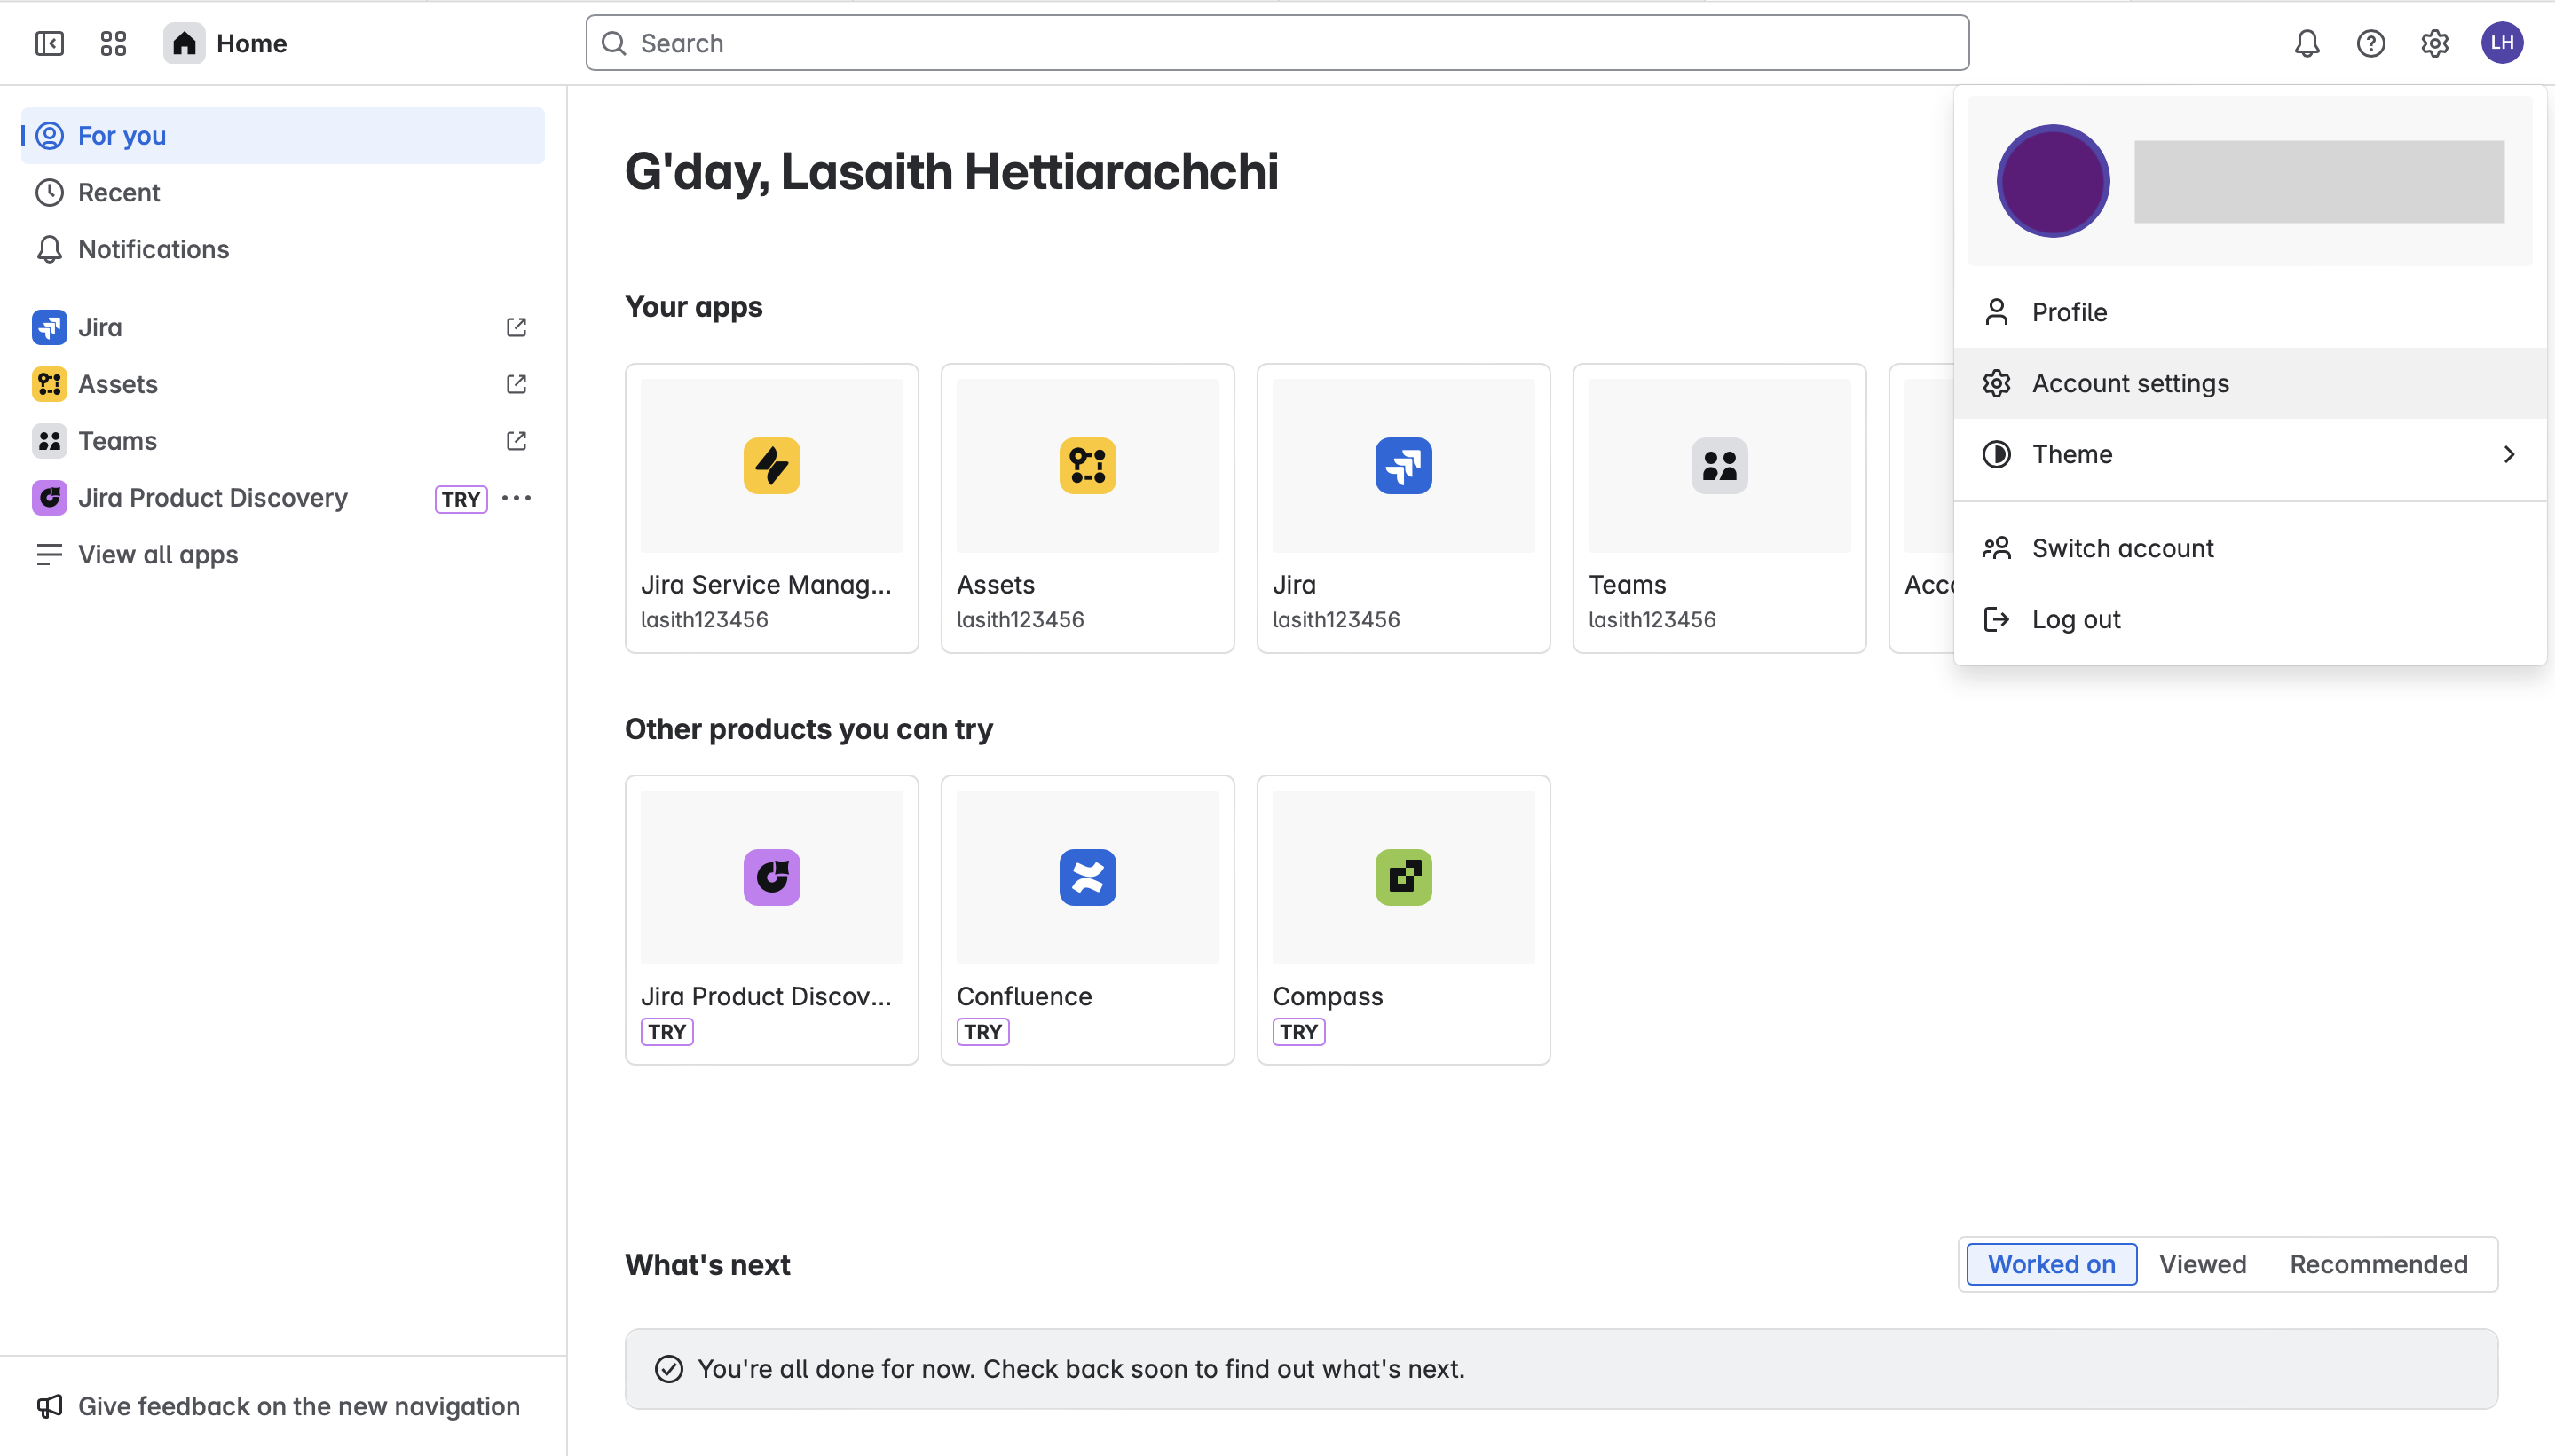 Home
Search
LH
For you
Recent
Notifications
Jira
Assets
Teams
Jira Product Discovery TRY
View all apps
Give feedback on the new navigation
G'day, Lasaith Hettiarachchi
Your apps
Jira Service Manag...
lasith123456
Assets
lasith123456
Jira
lasith123456
Teams
lasith123456
Other products you can try
Jira Product Discov...
TRY
Confluence
TRY
Compass
TRY
What's next
Worked on Viewed Recommended
You're all done for now. Check back soon to find out what's next.
Profile
Account settings
Theme
Switch account
Log out